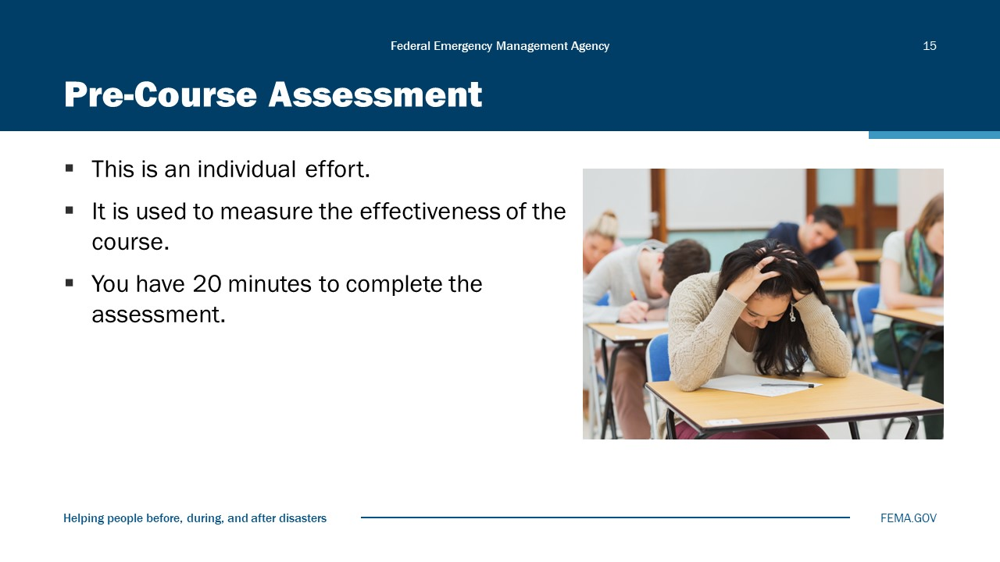 Federal Emergency Management Agency
15
Pre-Course Assessment
▪ This is an individual effort.
▪ It is used to measure the effectiveness of the
course.
▪ You have 20 minutes to complete the
assessment.
Helping people before, during, and after disasters
FEMA.GOV